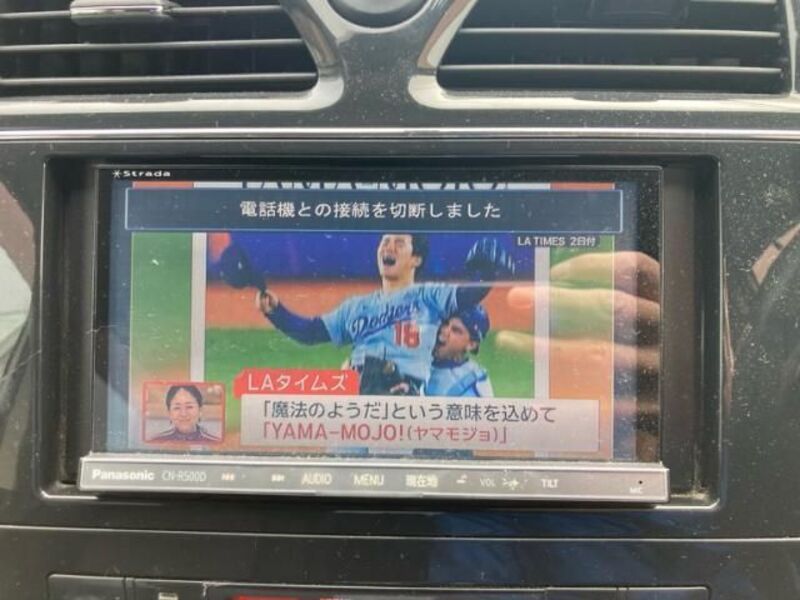 Strada
電話機との接続を切断しました
LA TIMES 2日付
Dodgers
18
LAタイムズ
「魔法のようだ」という意味を込めて
「YAMA-MOJO!(ヤマモジョ)」
Panasonic CN-R500D AUDIO MENU 現在地 VOL TILT
MIC